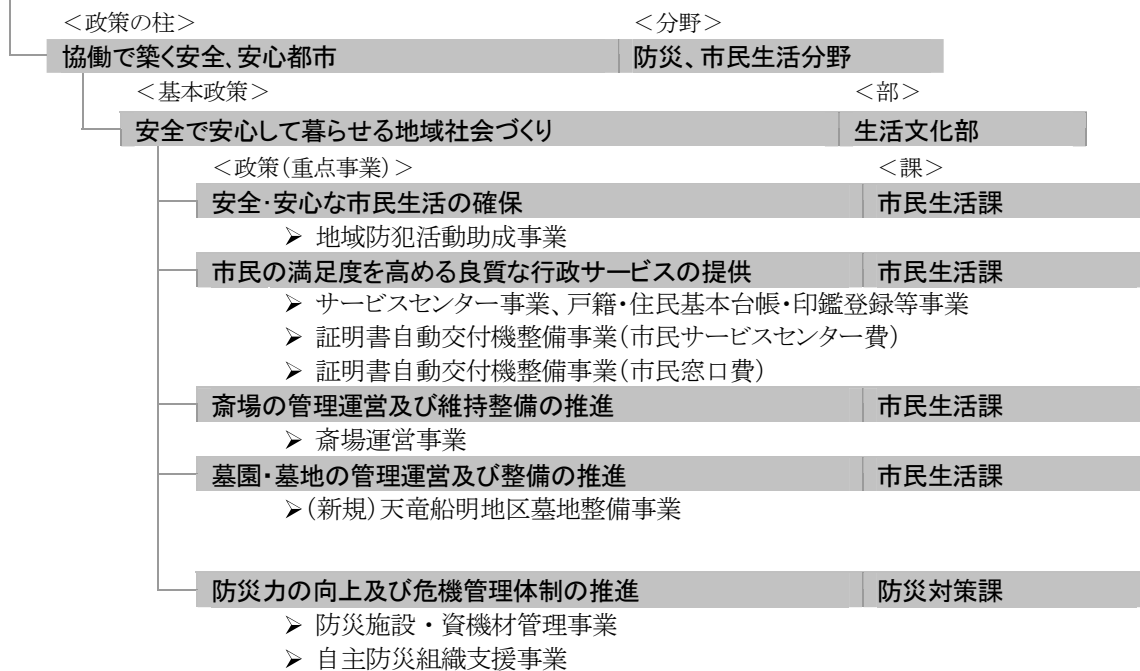 ＜政策の柱＞ ＜分野＞
協働で築く安全、安心都市 防災、市民生活分野
＜基本政策＞ ＜部＞
安全で安心して暮らせる地域社会づくり 生活文化部
＜政策(重点事業)＞ ＜課＞
安全・安心な市民生活の確保 市民生活課
➢ 地域防犯活動助成事業
市民の満足度を高める良質な行政サービスの提供 市民生活課
➢ サービスセンター事業、戸籍・住民基本台帳・印鑑登録等事業
➢ 証明書自動交付機整備事業(市民サービスセンター費)
➢ 証明書自動交付機整備事業(市民窓口費)
斎場の管理運営及び維持整備の推進 市民生活課
➢ 斎場運営事業
墓園・墓地の管理運営及び整備の推進 市民生活課
➢(新規)天竜船明地区墓地整備事業
防災力の向上及び危機管理体制の推進 防災対策課
➢ 防災施設・資機材管理事業
➢ 自主防災組織支援事業